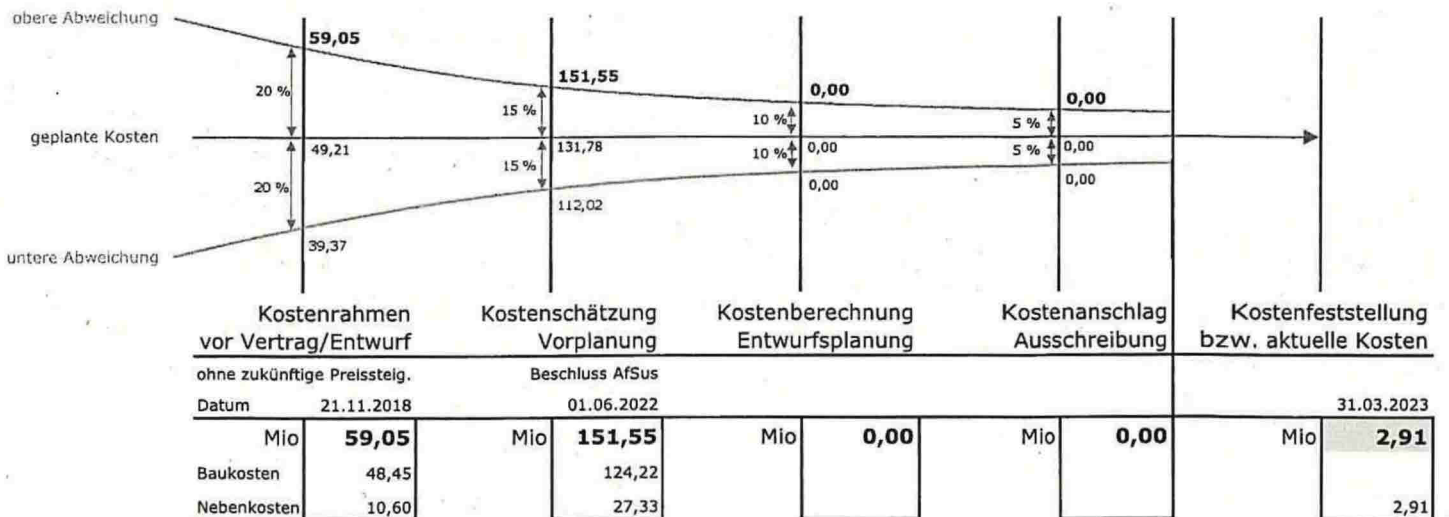 obere Abweichung
59,05
151,55
0,00
0,00
20 %
15 %
10 %
5 %
geplante Kosten
49,21
131,78
0,00
0,00
20 %
15 %
10 %
5 %
112,02
0,00
0,00
39,37
untere Abweichung
Kostenrahmen Kostenschätzung Kostenberechnung Kostenanschlag Kostenfeststellung
vor Vertrag/Entwurf Vorplanung Entwurfsplanung Ausschreibung bzw. aktuelle Kosten
ohne zukünftige Preissteig. Beschluss AfSus
Datum 21.11.2018 01.06.2022 31.03.2023
Mio 59,05 Mio 151,55 Mio 0,00 Mio 0,00 Mio 2,91
Baukosten 48,45 124,22
Nebenkosten 10,60 27,33 2,91